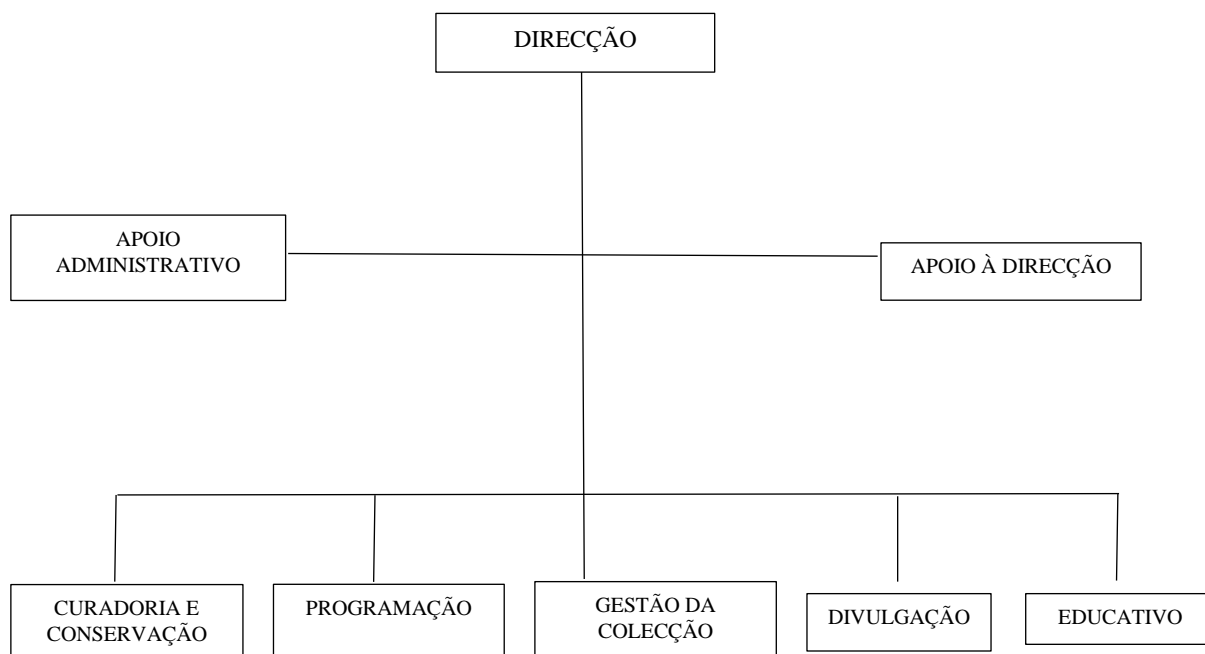 DIRECÇÃO
APOIO
ADMINISTRATIVO
APOIO À DIRECÇÃO
CURADORIA E
CONSERVAÇÃO
PROGRAMAÇÃO
GESTÃO DA
COLECÇÃO
DIVULGAÇÃO
EDUCATIVO